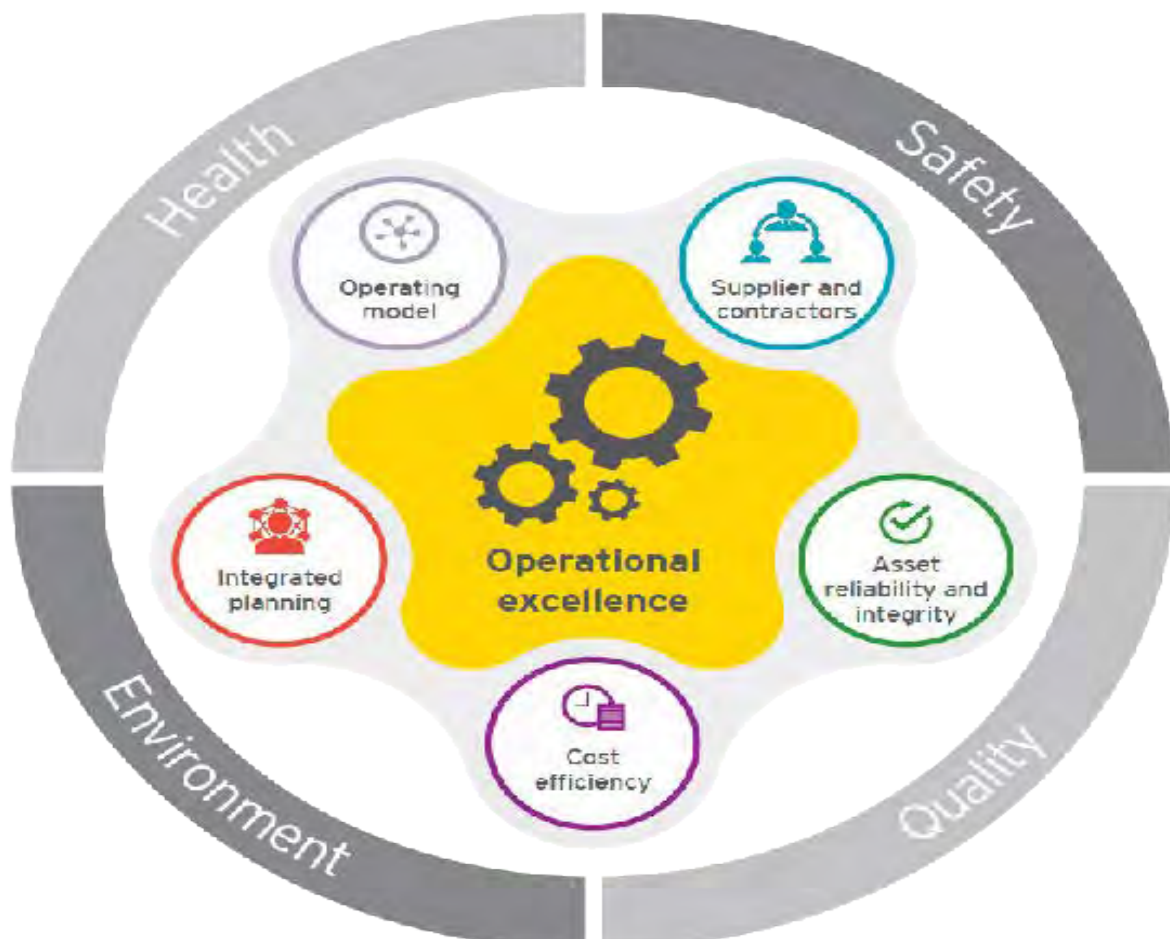 Health
Safety
Operating
model
Supplier and
contractors
Operational
excellence
Integrated
planning
Asset
reliability and
integrity
Cost
efficiency
Environment
Quality